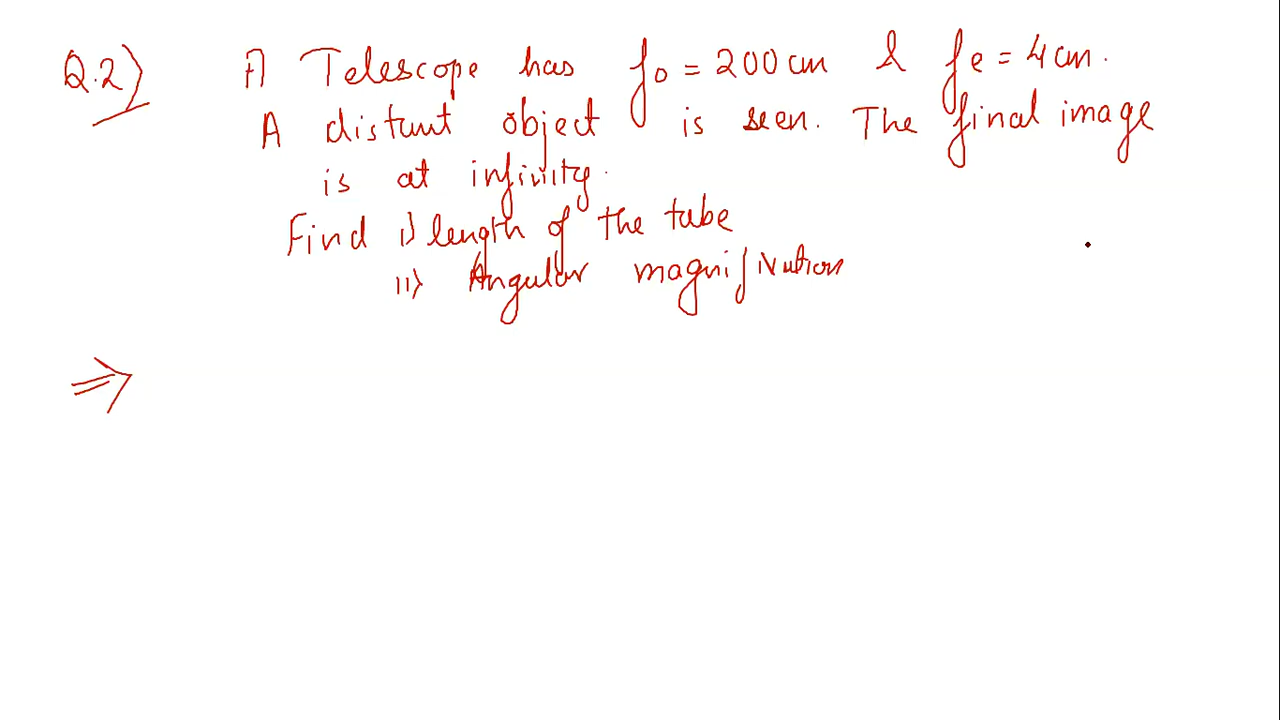 Q.2) A Telescope has fo = 200 cm & fe = 4 cm.
A distant object is seen. The final image
is at infinity.
Find i) length of the tube
ii) Angular magnification
⇒